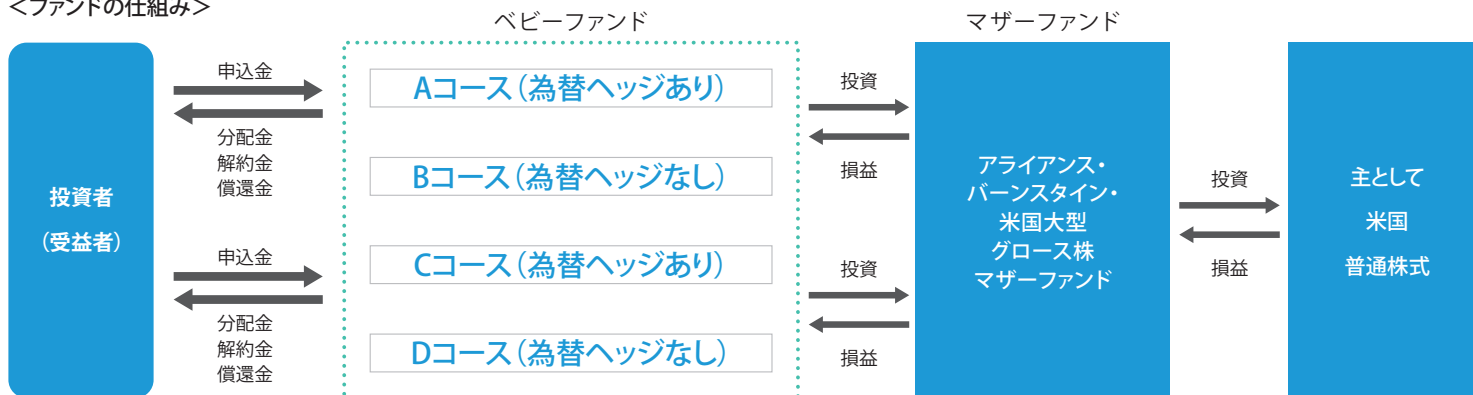 ＜ファンドの仕組み＞
ベビーファンド
マザーファンド
投資者
（受益者）
申込金
分配金
解約金
償還金
申込金
分配金
解約金
償還金
Aコース（為替ヘッジあり）
Bコース（為替ヘッジなし）
Cコース（為替ヘッジあり）
Dコース（為替ヘッジなし）
投資
損益
投資
損益
アライアンス・
バーンスタイン・
米国大型
グロース株
マザーファンド
投資
損益
主として
米国
普通株式